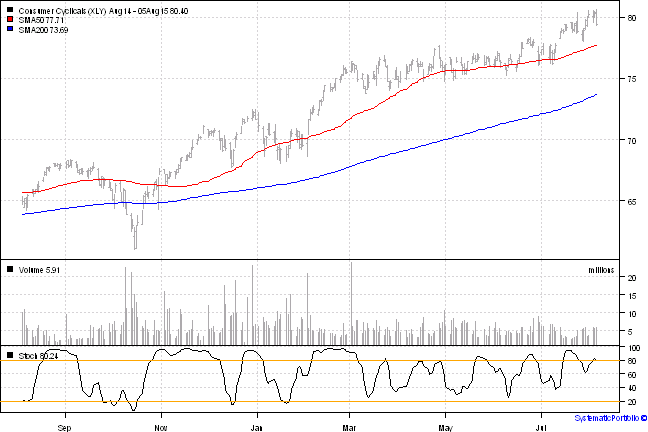 Consumer Cyclicals (XLY) Aug 14 - 05Aug15 80.40
SMA50 77.71
SMA200 73.69
80
75
70
65
Volume 5.91
millions
20
15
10
5
Stoch 80.24
100
80
60
40
20
Sep Nov Jan Mar May Jul
SystematicPortfolio ©